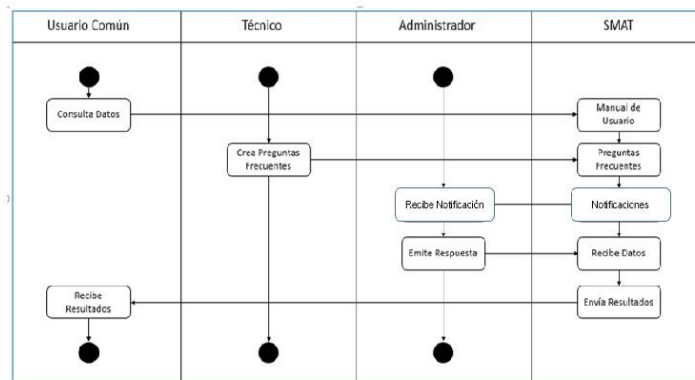 Usuario Común
Técnico
Administrador
SMAT
Consulta Datos
Manual de
Usuario
Crea Preguntas
Frecuentes
Preguntas
Frecuentes
Recibe Notificación
Notificaciones
Emite Respuesta
Recibe Datos
Recibe
Resultados
Envía Resultados